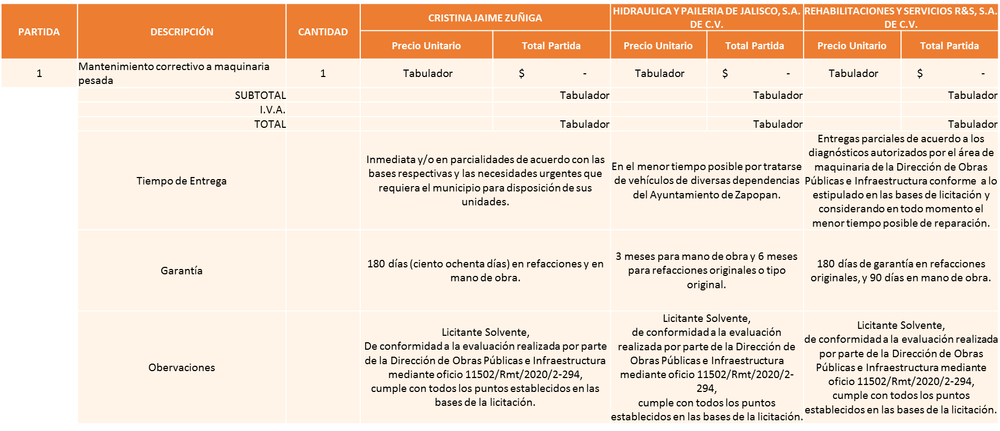 PARTIDA
DESCRIPCIÓN
CANTIDAD
CRISTINA JAIME ZUÑIGA
HIDRAULICA Y PAILERIA DE JALISCO, S.A.
DE C.V.
REHABILITACIONES Y SERVICIOS R&S, S.A.
DE C.V.
Precio Unitario
Total Partida
Precio Unitario
Total Partida
Precio Unitario
Total Partida
1
Mantenimiento correctivo a maquinaria
pesada
1
Tabulador
$ -
Tabulador
$ -
Tabulador
$ -
SUBTOTAL
Tabulador
Tabulador
Tabulador
I.V.A.
TOTAL
Tabulador
Tabulador
Tabulador
Tiempo de Entrega
Inmediata y/o en parcialidades de acuerdo con las
bases respectivas y las necesidades urgentes que
requiera el municipio para disposición de sus
unidades.
En el menor tiempo posible por tratarse
de vehículos de diversas dependencias
del Ayuntamiento de Zapopan.
Entregas parciales de acuerdo a los
diagnósticos autorizados por el área de
maquinaria de la Dirección de Obras
Públicas e Infraestructura conforme a lo
estipulado en las bases de licitación y
considerando en todo momento el
menor tiempo posible de reparación.
Garantía
180 días (ciento ochenta días) en refacciones y en
mano de obra.
3 meses para mano de obra y 6 meses
para refacciones originales o tipo
original.
180 días de garantía en refacciones
originales, y 90 días en mano de obra.
Obervaciones
Licitante Solvente,
De conformidad a la evaluación realizada por parte
de la Dirección de Obras Públicas e Infraestructura
mediante oficio 11502/Rmt/2020/2-294,
cumple con todos los puntos establecidos en las
bases de la licitación.
Licitante Solvente,
de conformidad a la evaluación
realizada por parte de la Dirección de
Obras Públicas e Infraestructura
mediante oficio 11502/Rmt/2020/2-
294,
cumple con todos los puntos
establecidos en las bases de la licitación.
Licitante Solvente,
de conformidad a la evaluación realizada
por parte de la Dirección de Obras
Públicas e Infraestructura mediante
oficio 11502/Rmt/2020/2-294,
cumple con todos los puntos
establecidos en las bases de la licitación.